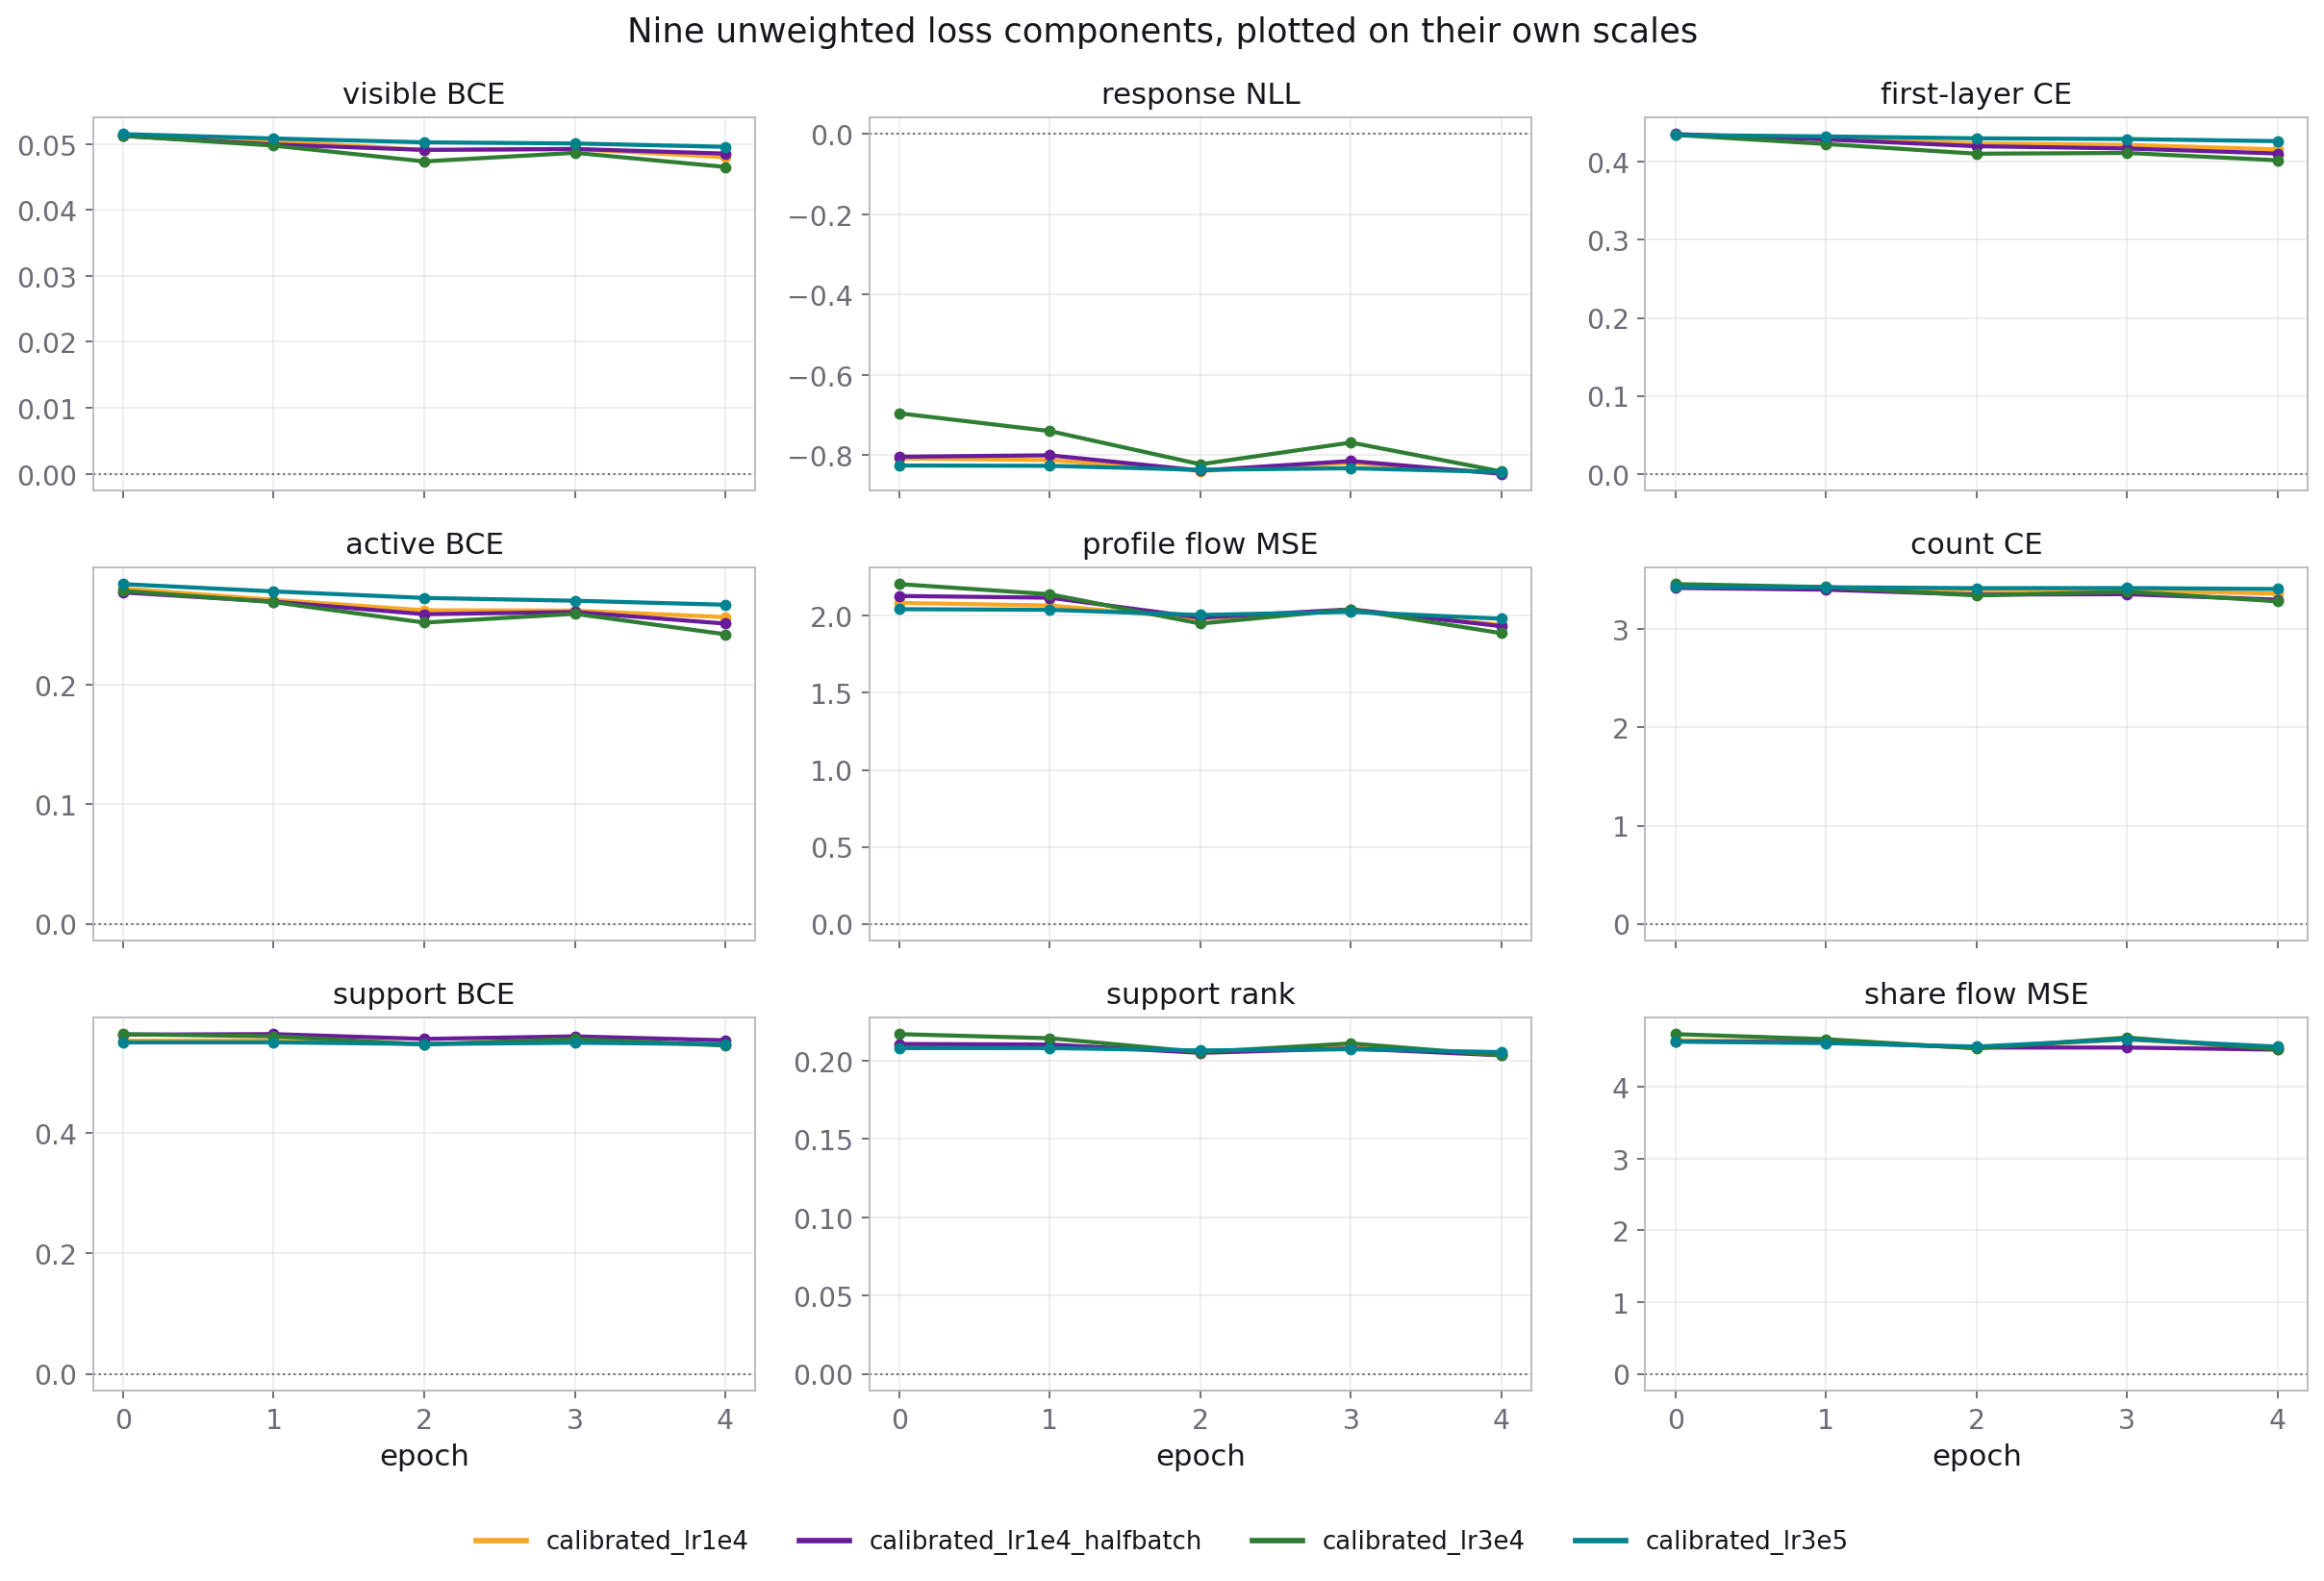 Nine unweighted loss components, plotted on their own scales
visible BCE
0.05
0.04
0.03
0.02
0.01
0.00
response NLL
0.0
−0.2
−0.4
−0.6
−0.8
first-layer CE
0.4
0.3
0.2
0.1
0.0
active BCE
0.2
0.1
0.0
profile flow MSE
2.0
1.5
1.0
0.5
0.0
count CE
3
2
1
0
support BCE
0.4
0.2
0.0
0 1 2 3 4
epoch
support rank
0.20
0.15
0.10
0.05
0.00
0 1 2 3 4
epoch
share flow MSE
4
3
2
1
0
0 1 2 3 4
epoch
calibrated_lr1e4 calibrated_lr1e4_halfbatch calibrated_lr3e4 calibrated_lr3e5